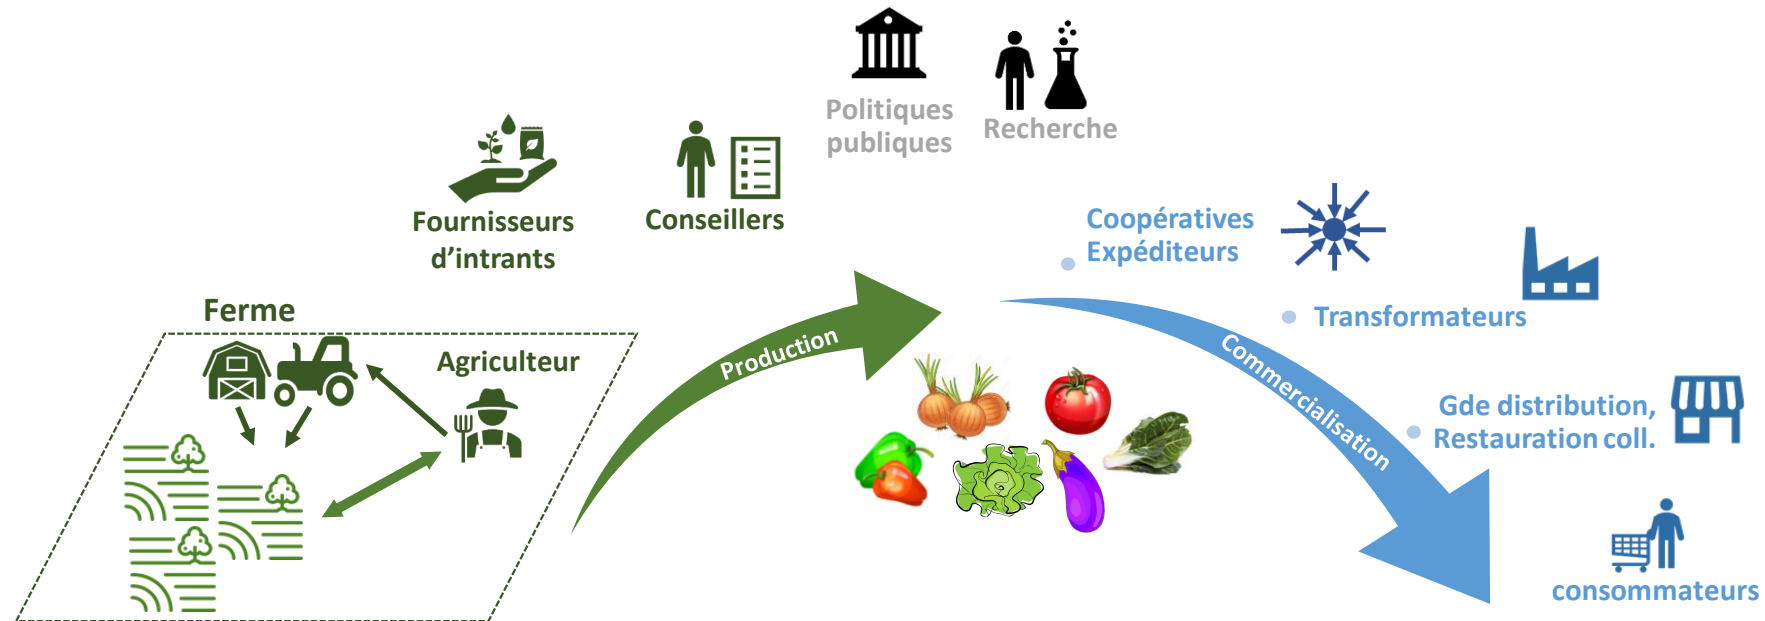 Politiques
publiques
Recherche
Fournisseurs
d’intrants
Conseillers
Coopératives
Expéditeurs
Transformateurs
Ferme
Agriculteur
Production
Commercialisation
Gde distribution,
Restauration coll.
consommateurs